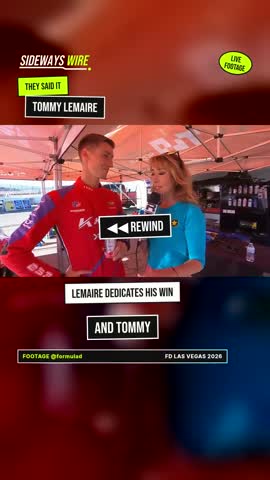 SIDEWAYS WIRE.
LIVE
FOOTAGE
THEY SAID IT
TOMMY LEMAIRE
REWIND
LEMAIRE DEDICATES HIS WIN
AND TOMMY
FOOTAGE @formulad
FD LAS VEGAS 2026